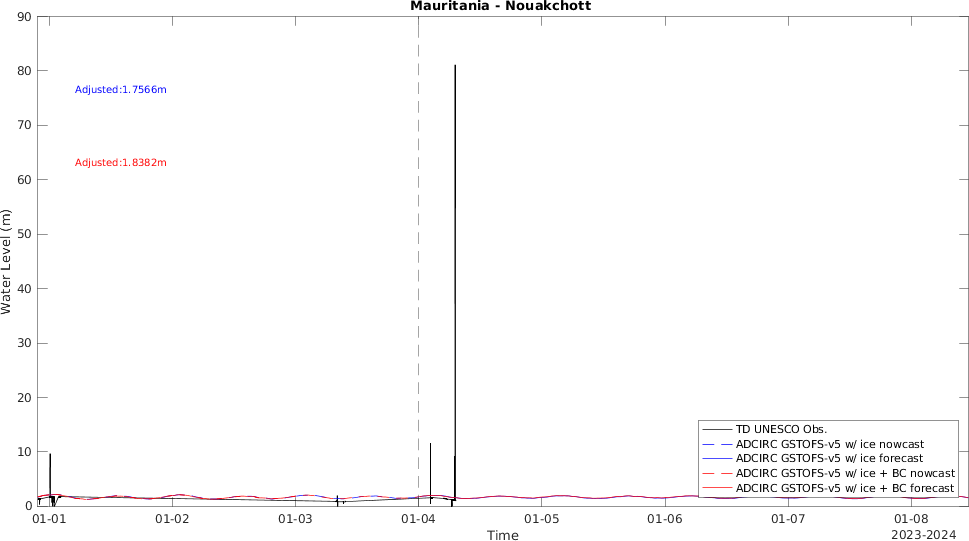 Mauritania - Nouakchott
90
80
70
60
50
40
30
20
10
0
Water Level (m)
Adjusted:1.7566m
Adjusted:1.8382m
TD UNESCO Obs.
ADCIRC GSTOFS-v5 w/ ice nowcast
ADCIRC GSTOFS-v5 w/ ice forecast
ADCIRC GSTOFS-v5 w/ ice + BC nowcast
ADCIRC GSTOFS-v5 w/ ice + BC forecast
01-01 01-02 01-03 01-04 01-05 01-06 01-07 01-08
Time
2023-2024